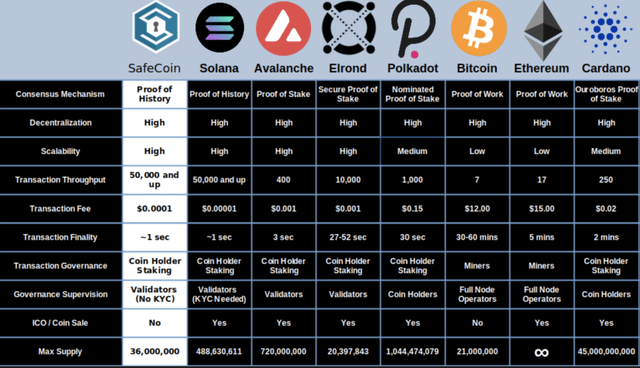 SafeCoin Solana Avalanche Elrond Polkadot Bitcoin Ethereum Cardano
Consensus Mechanism Proof of History Proof of History Proof of Stake Secure Proof of Stake Nominated Proof of Stake Proof of Work Proof of Work Ouroboros Proof of Stake
Decentralization High High High High High High High High
Scalability High High High High Medium Low Low Medium
Transaction Throughput 50,000 and up 50,000 and up 400 10,000 1,000 7 17 250
Transaction Fee $0.0001 $0.00001 $0.001 $0.001 $0.15 $12.00 $15.00 $0.02
Transaction Finality ~1 sec ~1 sec 3 sec 27-52 sec 30 sec 30-60 mins 5 mins 2 mins
Transaction Governance Coin Holder Staking Coin Holder Staking Coin Holder Staking Coin Holder Staking Coin Holder Staking Miners Miners Coin Holder Staking
Governance Supervision Validators (No KYC) Validators (KYC Needed) Validators Validators Coin Holders Full Node Operators Full Node Operators Coin Holders
ICO / Coin Sale No Yes Yes Yes Yes No Yes Yes
Max Supply 36,000,000 488,630,611 720,000,000 20,397,843 1,044,474,079 21,000,000 ∞ 45,000,000,000